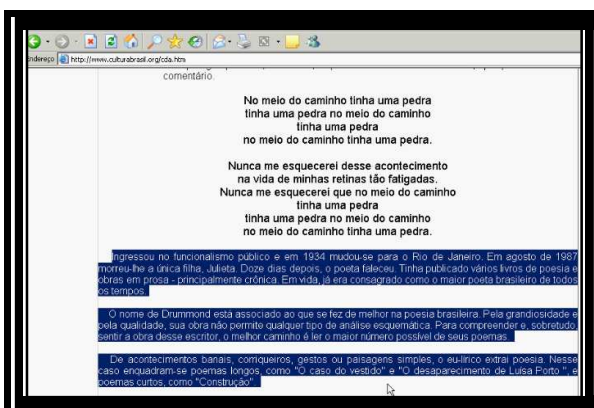 Endereço http://www.culturabrasil.org/cda.htm
comentário.
No meio do caminho tinha uma pedra
tinha uma pedra no meio do caminho
tinha uma pedra
no meio do caminho tinha uma pedra.
Nunca me esquecerei desse acontecimento
na vida de minhas retinas tão fatigadas.
Nunca me esquecerei que no meio do caminho
tinha uma pedra
tinha uma pedra no meio do caminho
no meio do caminho tinha uma pedra.
Ingressou no funcionalismo público e em 1934 mudou-se para o Rio de Janeiro. Em agosto de 1987
morreu-lhe a única filha, Julieta. Doze dias depois, o poeta faleceu. Tinha publicado vários livros de poesia e
obras em prosa - principalmente crônica. Em vida, já era consagrado como o maior poeta brasileiro de todos
os tempos.
O nome de Drummond está associado ao que se fez de melhor na poesia brasileira. Pela grandiosidade e
pela qualidade, sua obra não permite qualquer tipo de análise esquemática. Para compreender e, sobretudo,
sentir a obra desse escritor, o melhor caminho é ler o maior número possível de seus poemas.
De acontecimentos banais, corriqueiros, gestos ou paisagens simples, o eu-lírico extrai poesia. Nesse
caso enquadram-se poemas longos, como "O caso do vestido" e "O desaparecimento de Luísa Porto ", e
poemas curtos, como "Construção".